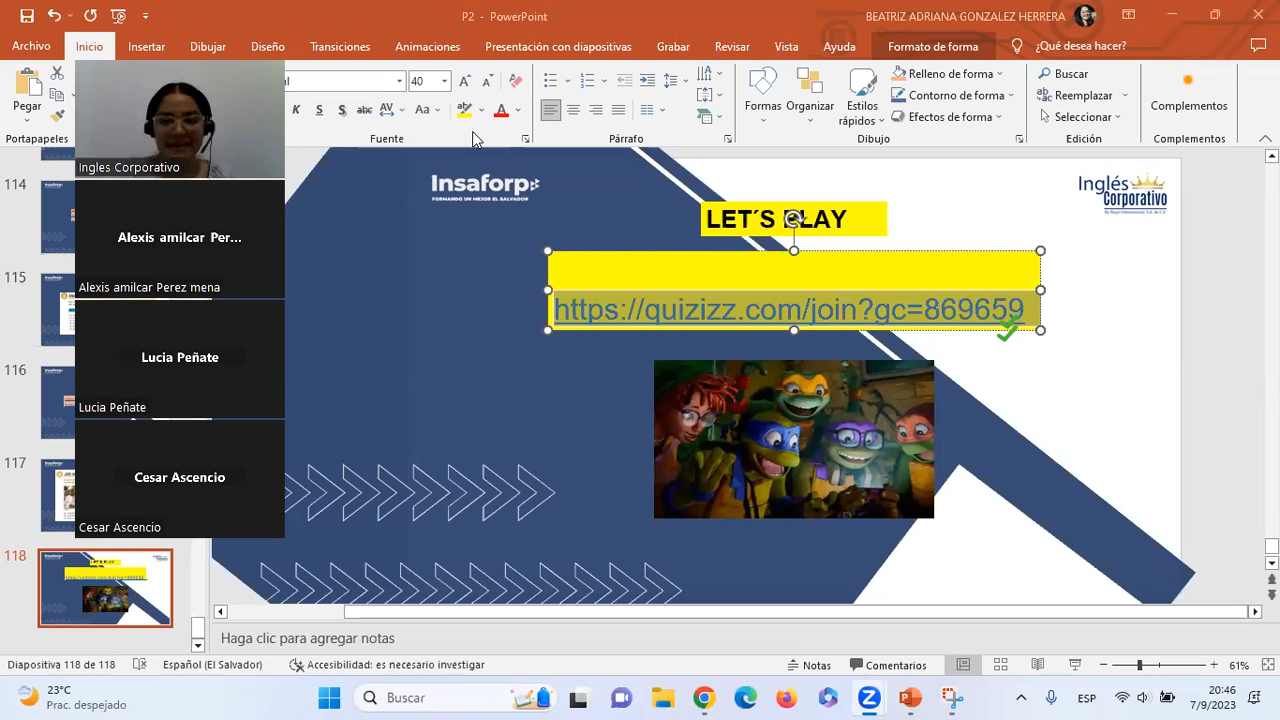 P2 - PowerPoint
BEATRIZ ADRIANA GONZALEZ HERRERA
Archivo
Inicio
Insertar
Dibujar
Diseño
Transiciones
Animaciones
Presentación con diapositivas
Grabar
Revisar
Vista
Ayuda
Formato de forma
¿Qué desea hacer?
Pegar
Portapapeles
40
K
S
S
abc
AV
Aa
A
Fuente
Párrafo
Formas
Organizar
Estilos rápidos
Relleno de forma
Contorno de forma
Efectos de forma
Dibujo
Buscar
Reemplazar
Seleccionar
Edición
Complementos
Complementos
Ingles Corporativo
Alexis amilcar Per...
Alexis amilcar Perez mena
Lucia Peñate
Lucia Peñate
Cesar Ascencio
Cesar Ascencio
114
115
116
117
118
Insaforp
FORMANDO UN MEJOR EL SALVADOR
Inglés
Corporativo
LET´S PLAY
https://quizizz.com/join?gc=869659
Haga clic para agregar notas
Diapositiva 118 de 118
Español (El Salvador)
Accesibilidad: es necesario investigar
Notas
Comentarios
61%
23°C
Prac. despejado
Buscar
ESP
20:46
7/9/2023